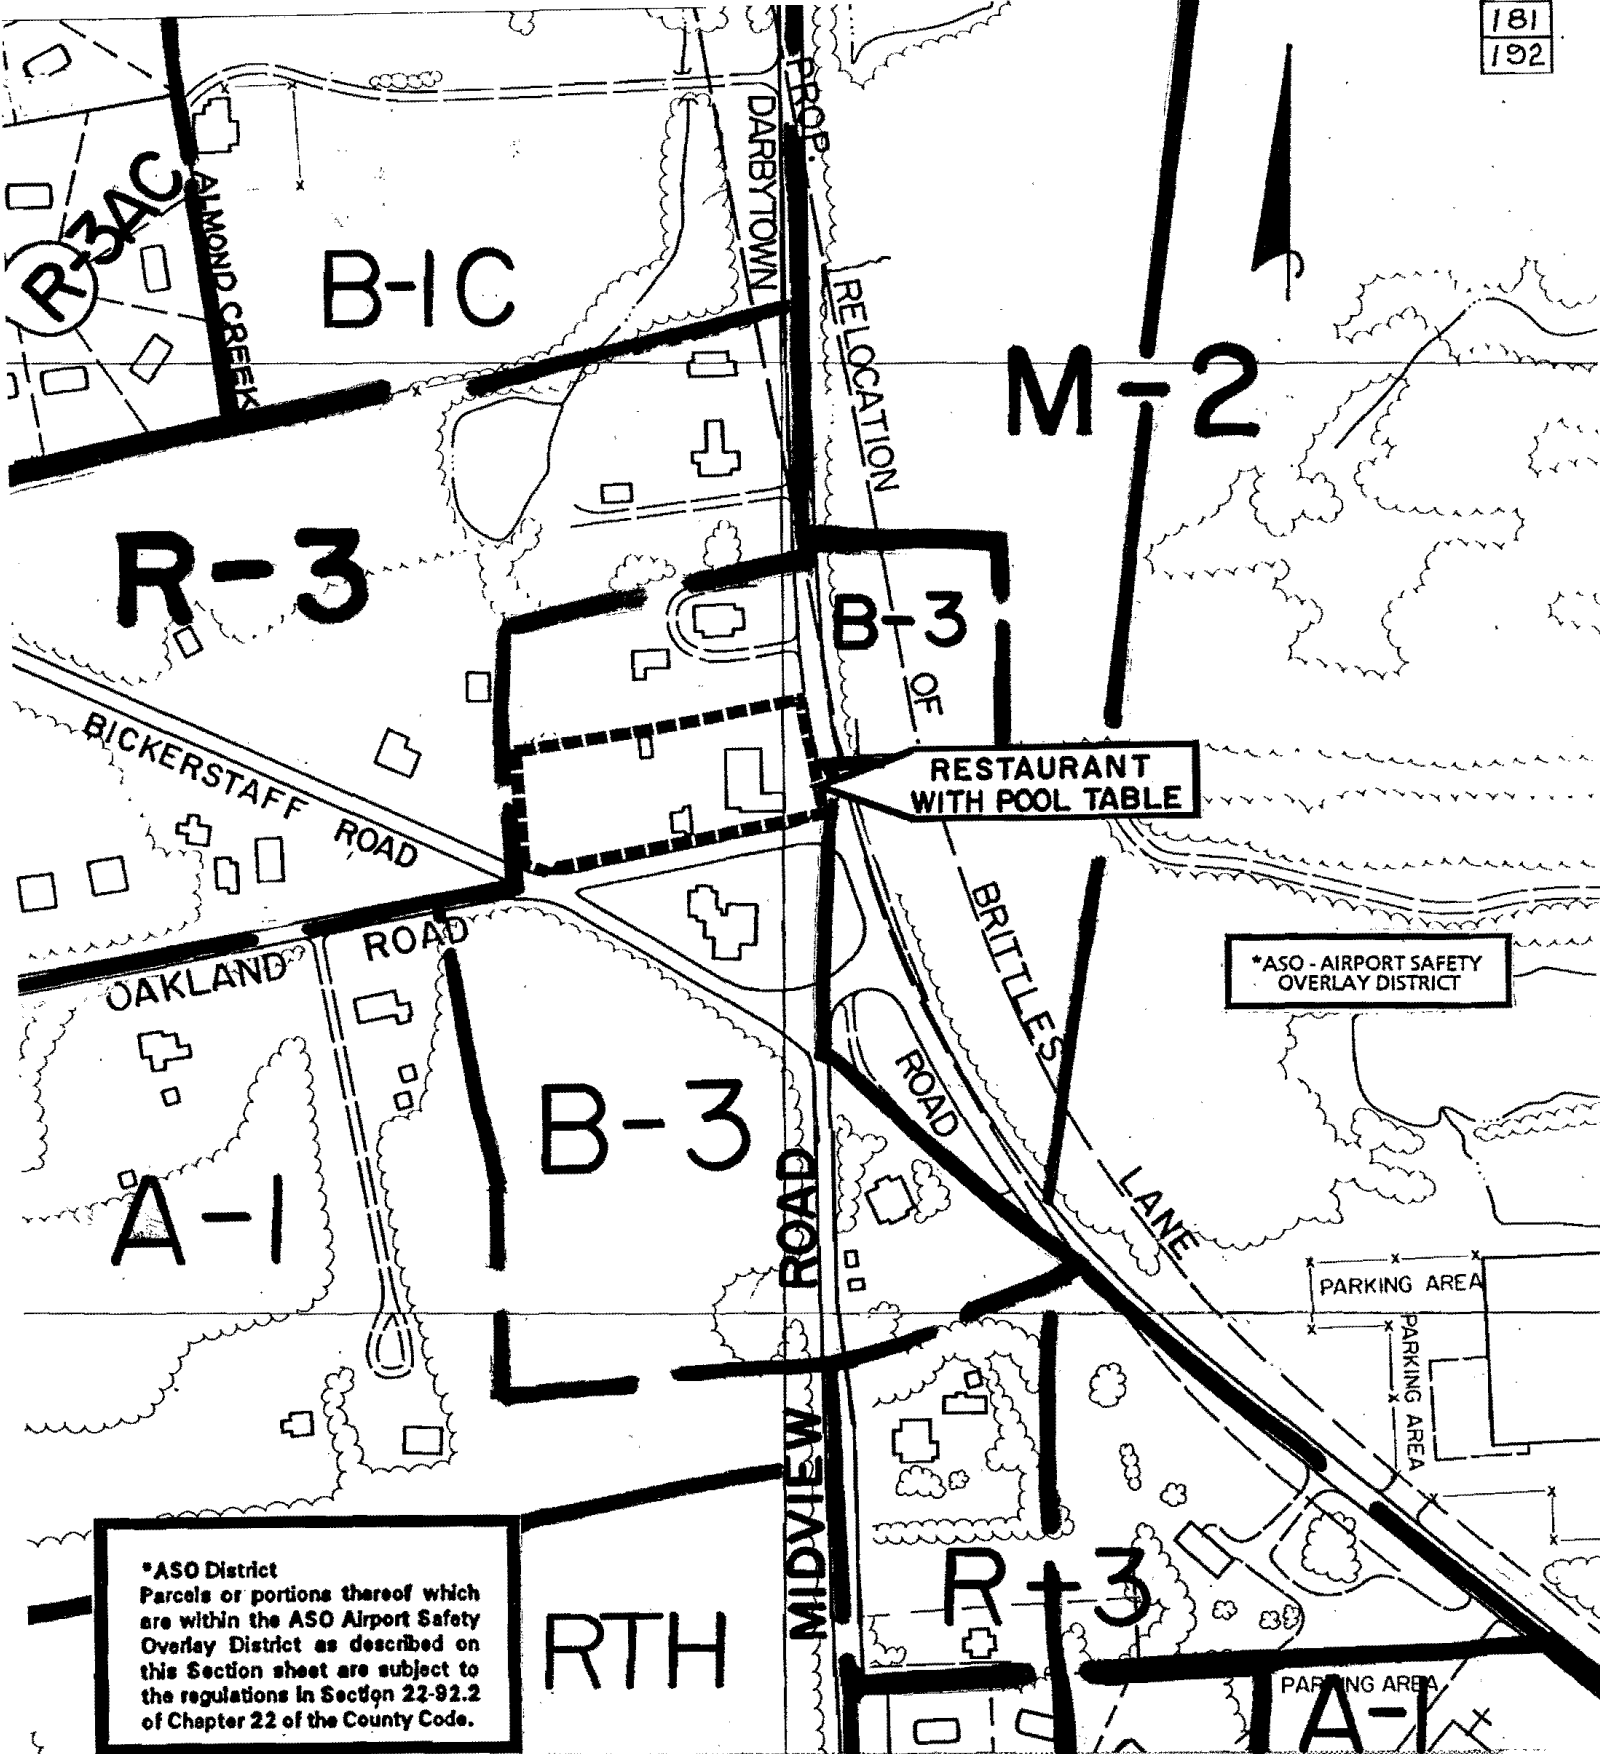 181
192
PROP.
DARBYTOWN
R-3AC
ALMOND CREEK
B-1C
RELOCATION
M-2
R-3
B-3
OF
BICKERSTAFF ROAD
RESTAURANT
WITH POOL TABLE
BRITTLES
OAKLAND ROAD
*ASO - AIRPORT SAFETY
OVERLAY DISTRICT
ROAD
B-3
A-1
LANE
MIDVIEW ROAD
PARKING AREA
PARKING AREA
*ASO District
Parcels or portions thereof which
are within the ASO Airport Safety
Overlay District as described on
this Section sheet are subject to
the regulations in Section 22-92.2
of Chapter 22 of the County Code.
RTH
R-3
PARKING AREA
A-1